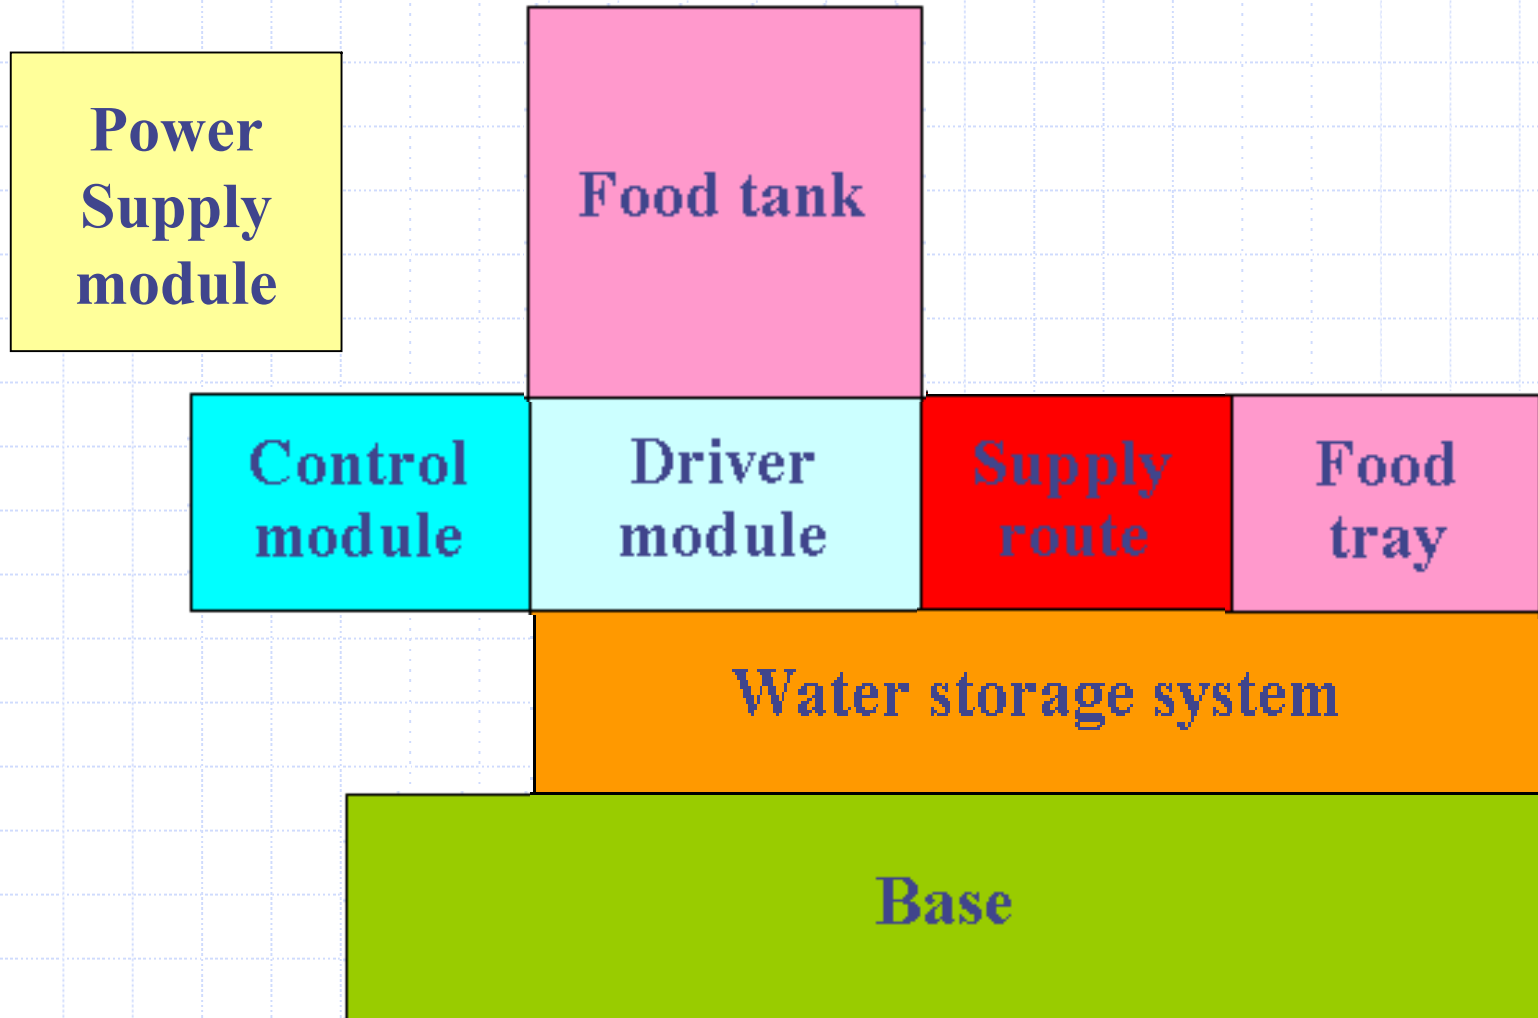 Power
Supply
module
Food tank
Control
module
Driver
module
Supply
route
Food
tray
Water storage system
Base